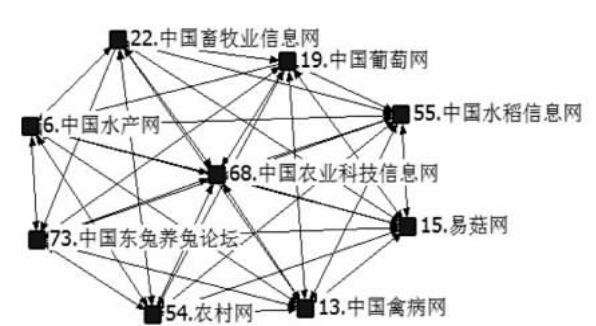 22.中国畜牧业信息网
19.中国葡萄网
55.中国水稻信息网
6.中国水产网
68.中国农业科技信息网
15.易菇网
73.中国东兔养兔论坛
54.农村网
13.中国禽病网